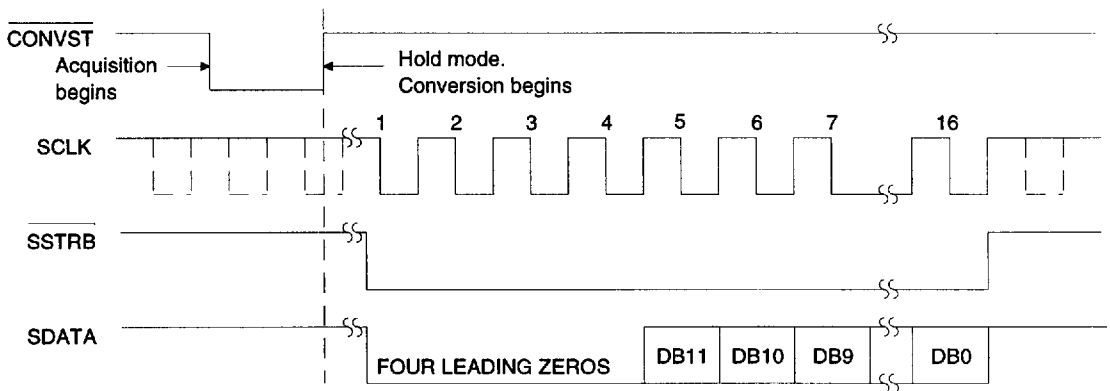 CONVST
Acquisition begins
Hold mode.
Conversion begins
1 2 3 4 5 6 7 16
SCLK
SSTRB
SDATA
FOUR LEADING ZEROS DB11 DB10 DB9 DB0